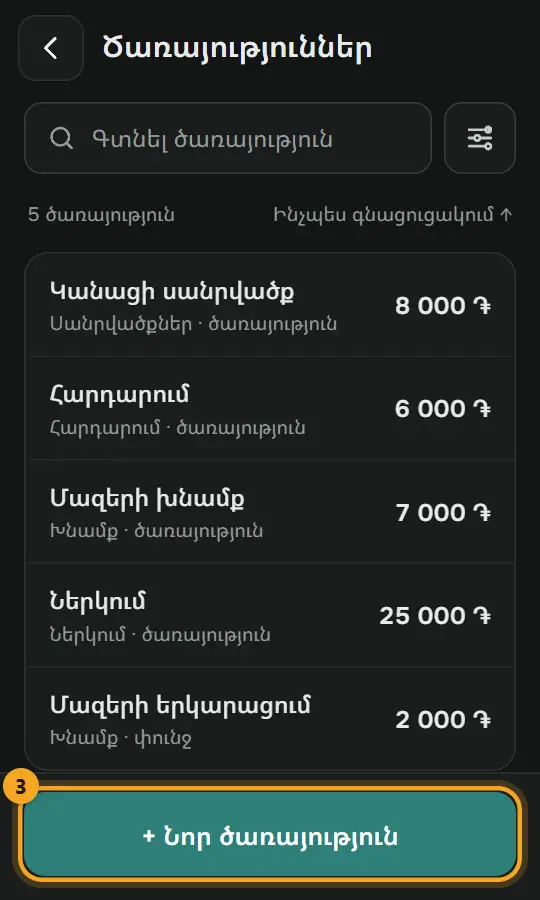 Ծառայություններ
Գտնել ծառայություն
5 ծառայություն
Ինչպես գնացուցակում ↑
Կանացի սանրվածք
8 000 ֏
Սանրվածքներ · ծառայություն
Հարդարում
6 000 ֏
Հարդարում · ծառայություն
Մազերի խնամք
7 000 ֏
Խնամք · ծառայություն
Ներկում
25 000 ֏
Ներկում · ծառայություն
Մազերի երկարացում
2 000 ֏
Խնամք · փունջ
3
+ Նոր ծառայություն